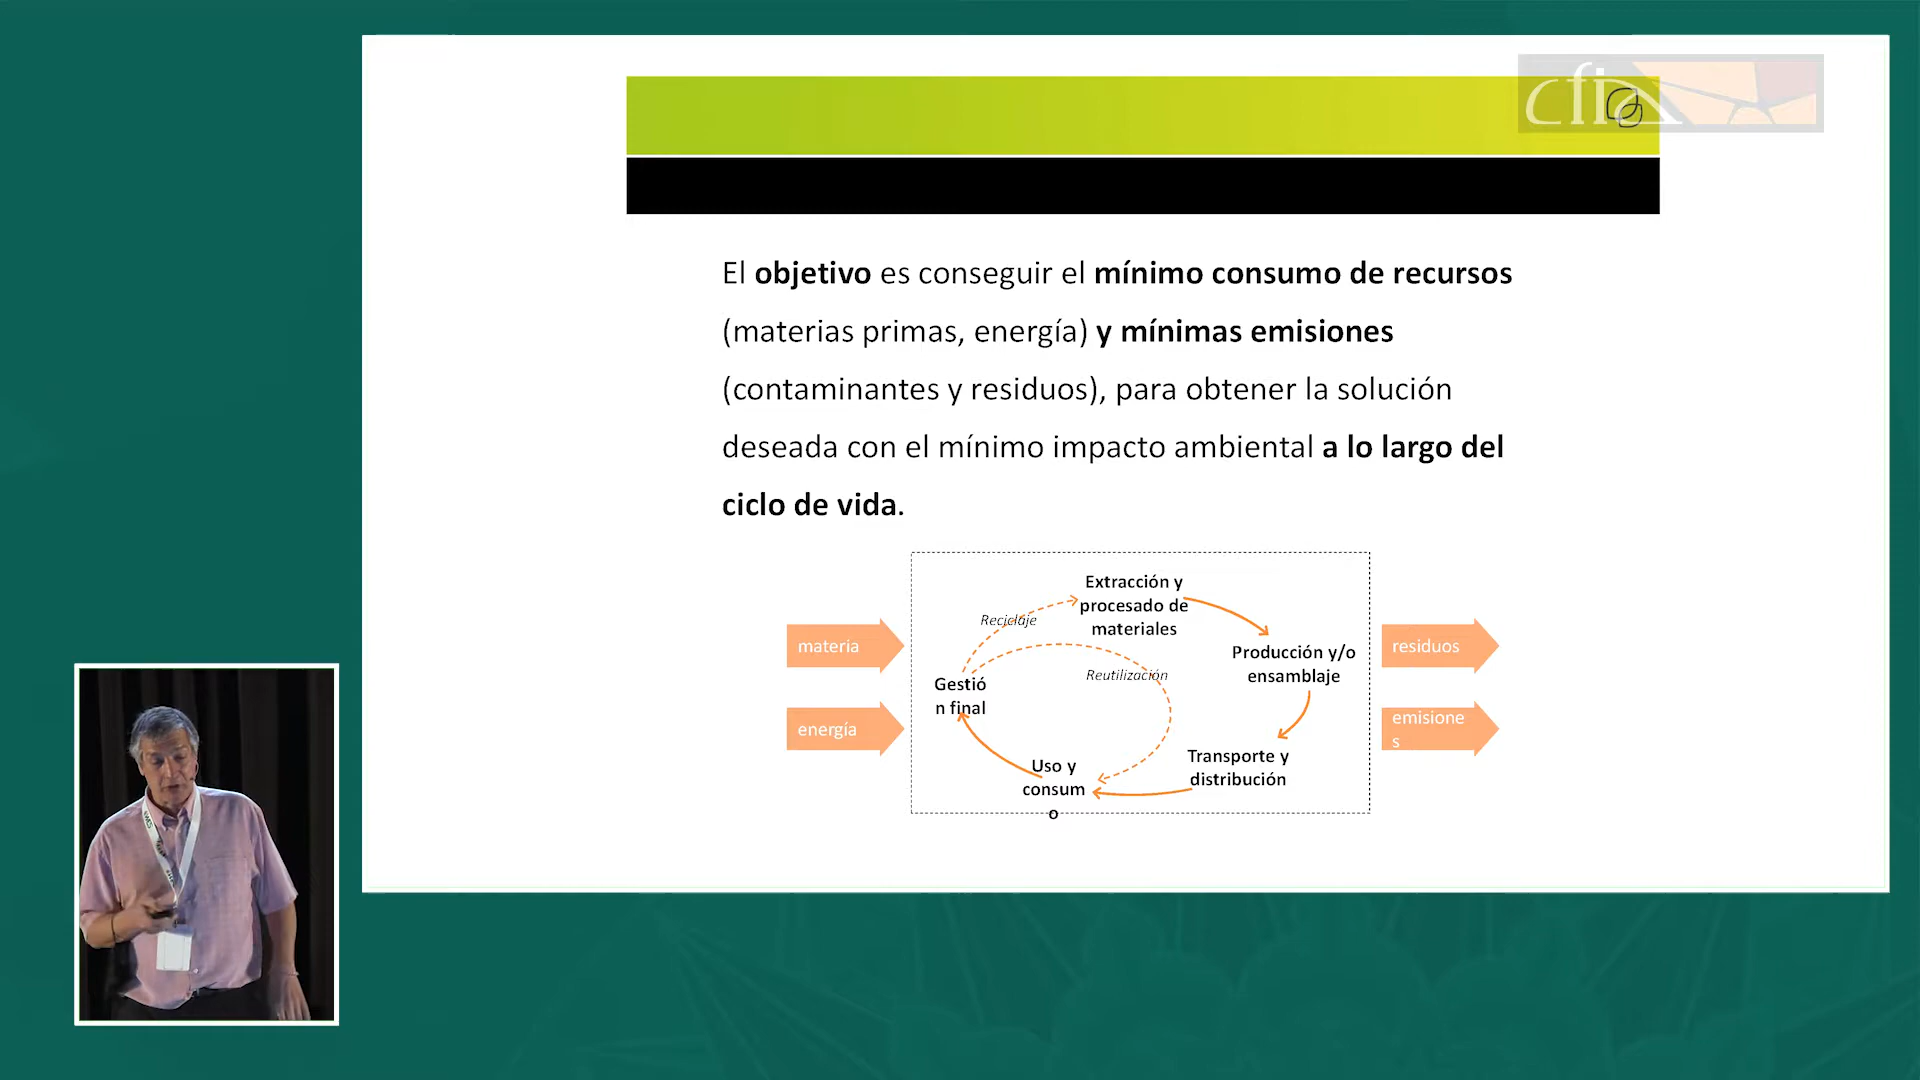 cfia
El objetivo es conseguir el mínimo consumo de recursos
(materias primas, energía) y mínimas emisiones
(contaminantes y residuos), para obtener la solución
deseada con el mínimo impacto ambiental a lo largo del
ciclo de vida.
Extracción y
procesado de
materiales
Reciclaje
materia
Producción y/o
ensamblaje
residuos
Reutilización
Gestió
n final
energía
emisione
s
Transporte y
distribución
Uso y
consum
o